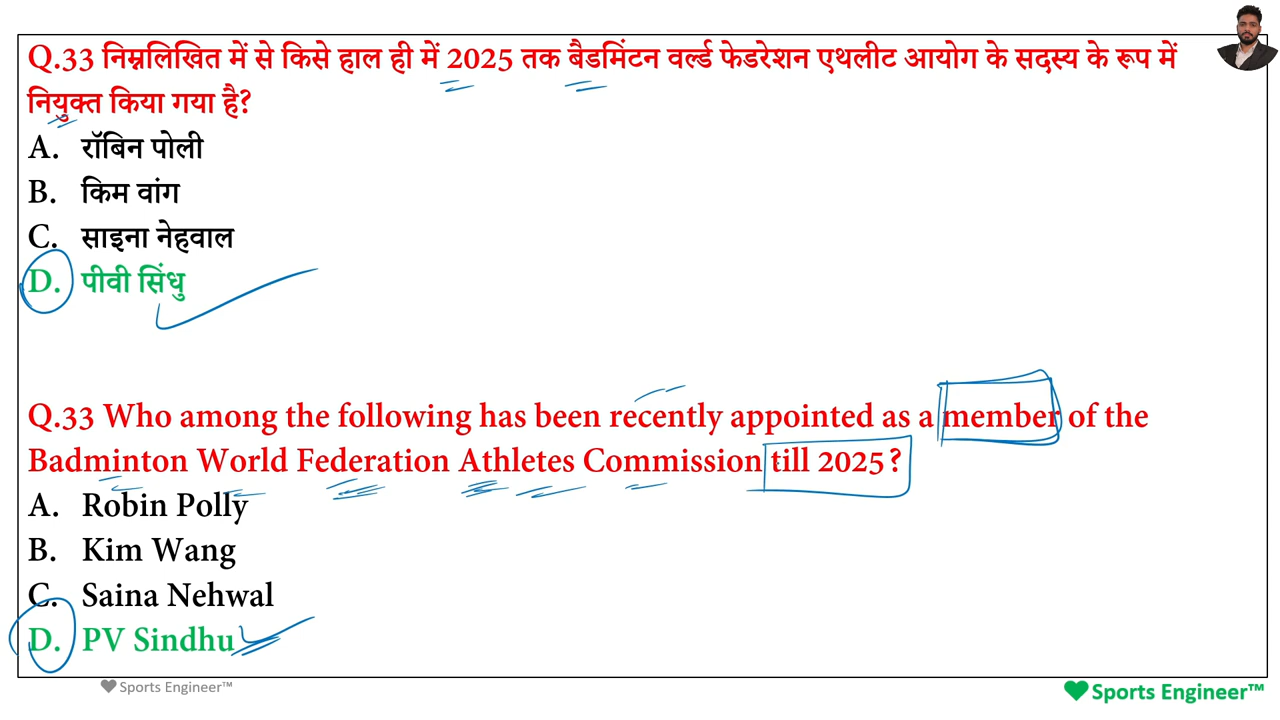 Q.33 निम्नलिखित में से किसे हाल ही में 2025 तक बैडमिंटन वर्ल्ड फेडरेशन एथलीट आयोग के सदस्य के रूप में
नियुक्त किया गया है?
A. रॉबिन पोली
B. किम वांग
C. साइना नेहवाल
D. पीवी सिंधु
Q.33 Who among the following has been recently appointed as a member of the
Badminton World Federation Athletes Commission till 2025?
A. Robin Polly
B. Kim Wang
C. Saina Nehwal
D. PV Sindhu
Sports Engineer™
Sports Engineer™